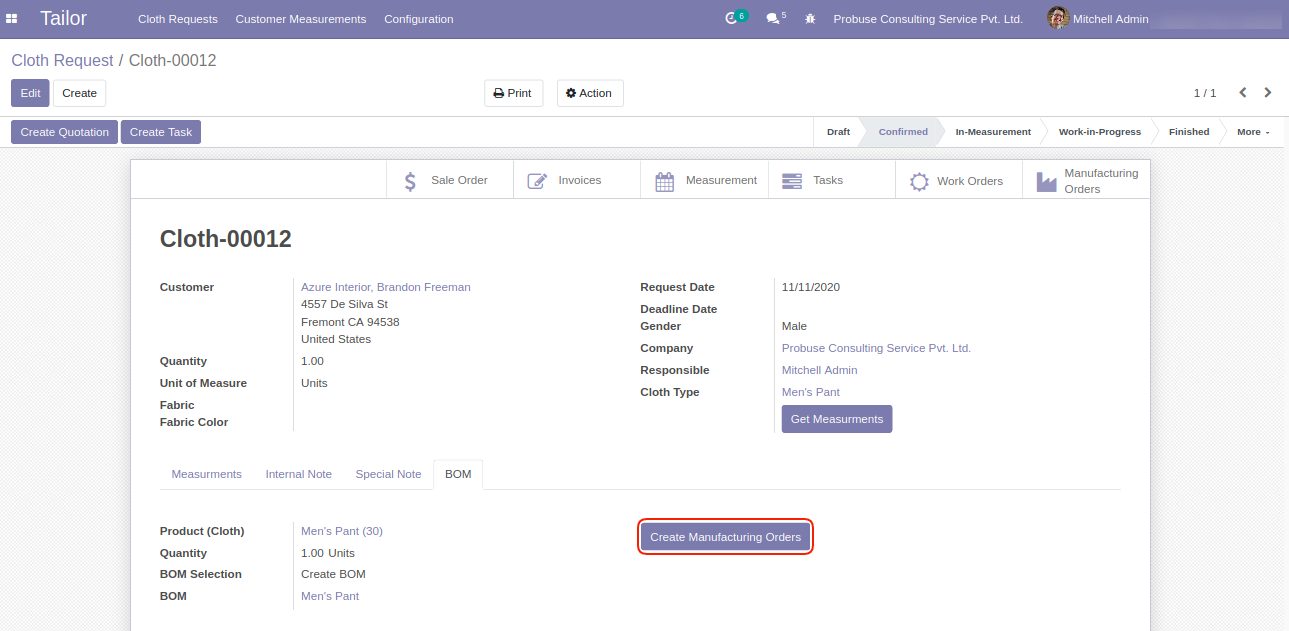 Tailor Cloth Requests Customer Measurements Configuration 6 5 Probuse Consulting Service Pvt. Ltd. Mitchell Admin
Cloth Request / Cloth-00012
Edit Create Print Action 1 / 1
Create Quotation Create Task Draft Confirmed In-Measurement Work-in-Progress Finished More
Sale Order Invoices Measurement Tasks Work Orders Manufacturing
Orders
Cloth-00012
Customer Azure Interior, Brandon Freeman
4557 De Silva St
Fremont CA 94538
United States
Quantity 1.00
Unit of Measure Units
Fabric
Fabric Color
Request Date 11/11/2020
Deadline Date
Gender Male
Company Probuse Consulting Service Pvt. Ltd.
Responsible Mitchell Admin
Cloth Type Men's Pant
Get Measurments
Measurments Internal Note Special Note BOM
Product (Cloth) Men's Pant (30)
Quantity 1.00 Units
BOM Selection Create BOM
BOM Men's Pant
Create Manufacturing Orders